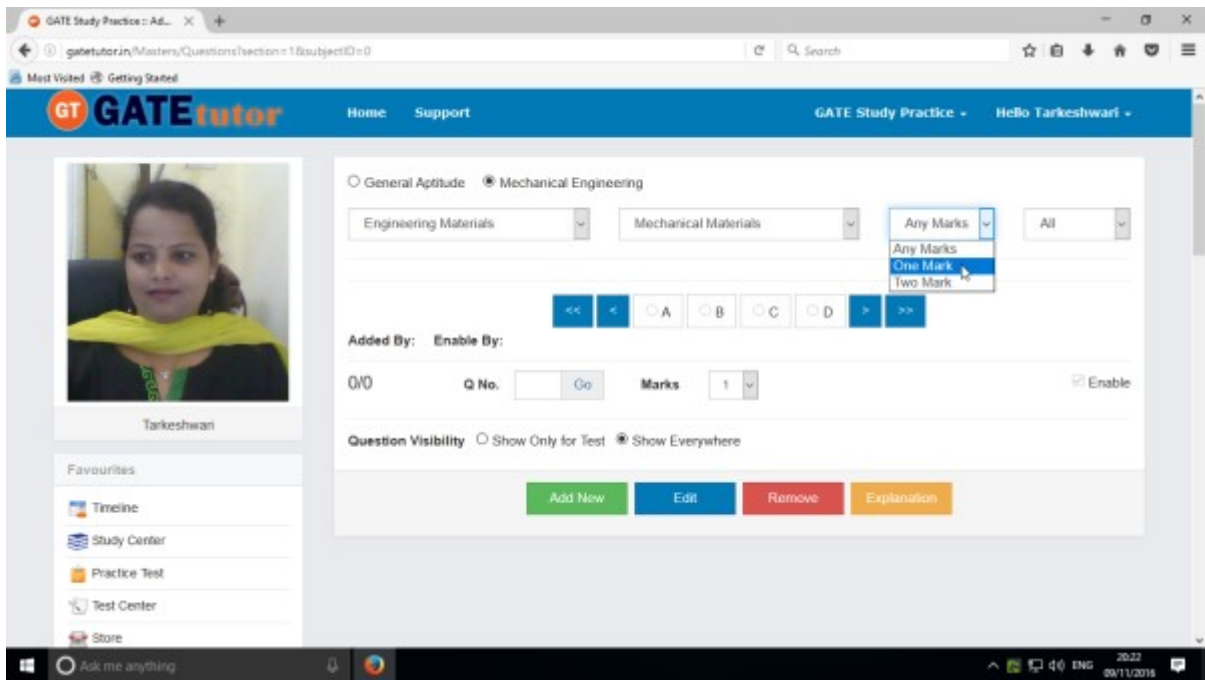 GATE Study Practice :: Ad...
gatetutor.in/Masters/Questions?section=1&subjectID=0
Search
Most Visited Getting Started
GT GATEtutor
Home Support GATE Study Practice Hello Tarkeshwari
General Aptitude Mechanical Engineering
Engineering Materials Mechanical Materials Any Marks All
Any Marks
One Mark
Two Mark
<< < A B C D > >>
Added By: Enable By:
0/0 Q No. Go Marks 1 Enable
Question Visibility Show Only for Test Show Everywhere
Add New Edit Remove Explanation
Tarkeshwari
Favourites
Timeline
Study Center
Practice Test
Test Center
Store
Ask me anything
ENG 20:22
09/11/2016